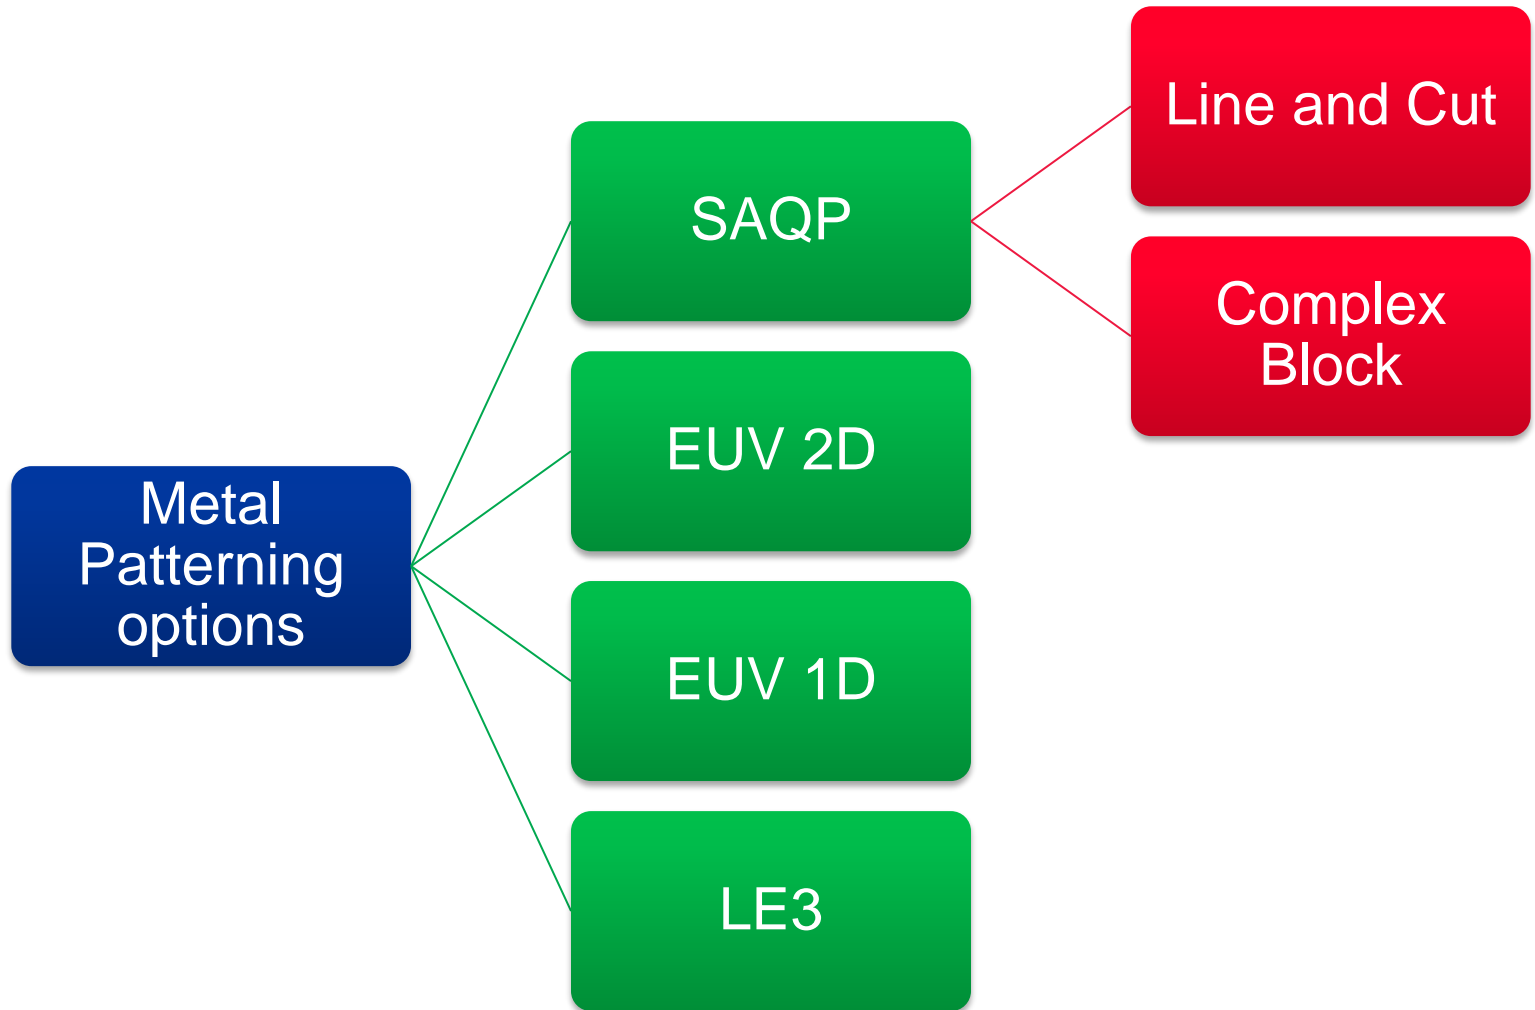 Metal
Patterning
options
SAQP
EUV 2D
EUV 1D
LE3
Line and Cut
Complex
Block